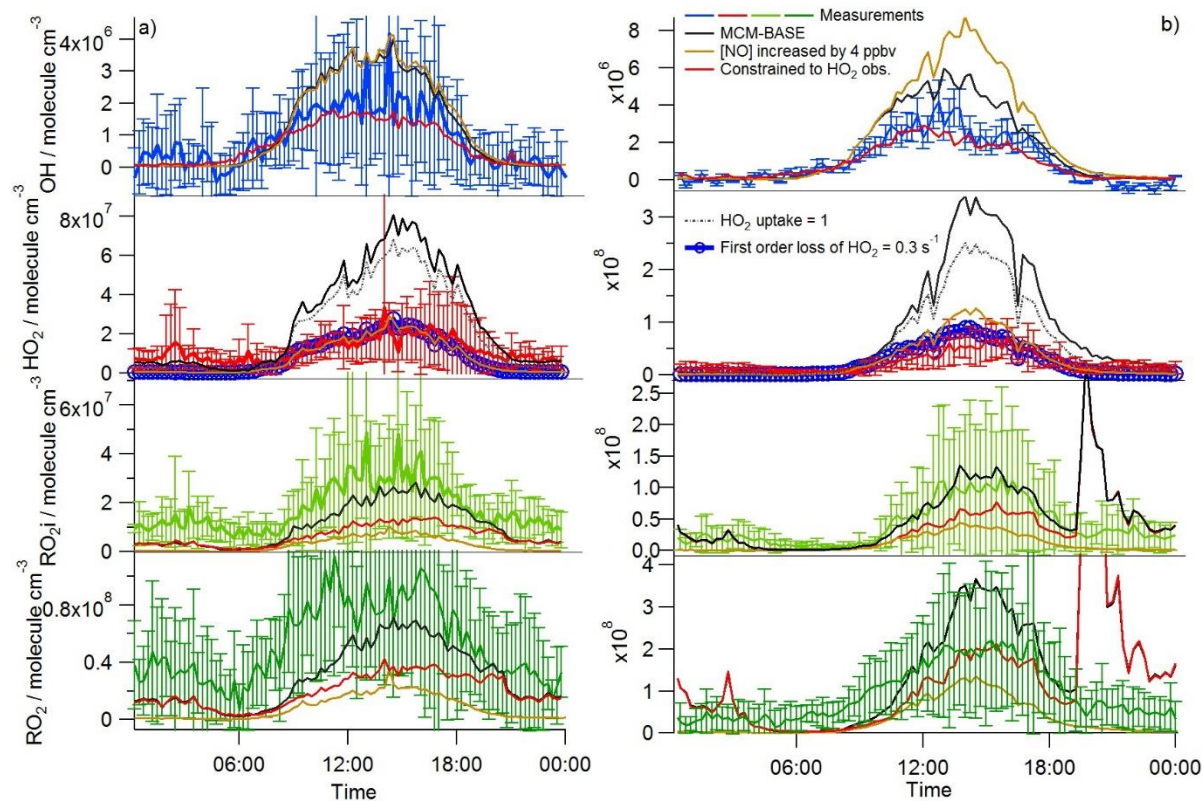 a)
b)
Measurements
MCM-BASE
[NO] increased by 4 ppbv
Constrained to HO2 obs.
OH / molecule cm-3
4x10^6
3
2
1
0
x10^6
8
6
4
2
0
HO2 / molecule cm-3
8x10^7
6
4
2
0
HO2 uptake = 1
First order loss of HO2 = 0.3 s-1
x10^8
3
2
1
0
RO2i / molecule cm-3
6x10^7
4
2
0
x10^8
2.5
2.0
1.5
1.0
0.5
0.0
RO2 / molecule cm-3
0.8x10^8
0.4
0
x10^8
4
3
2
1
0
06:00 12:00 18:00 00:00
Time
06:00 12:00 18:00 00:00
Time